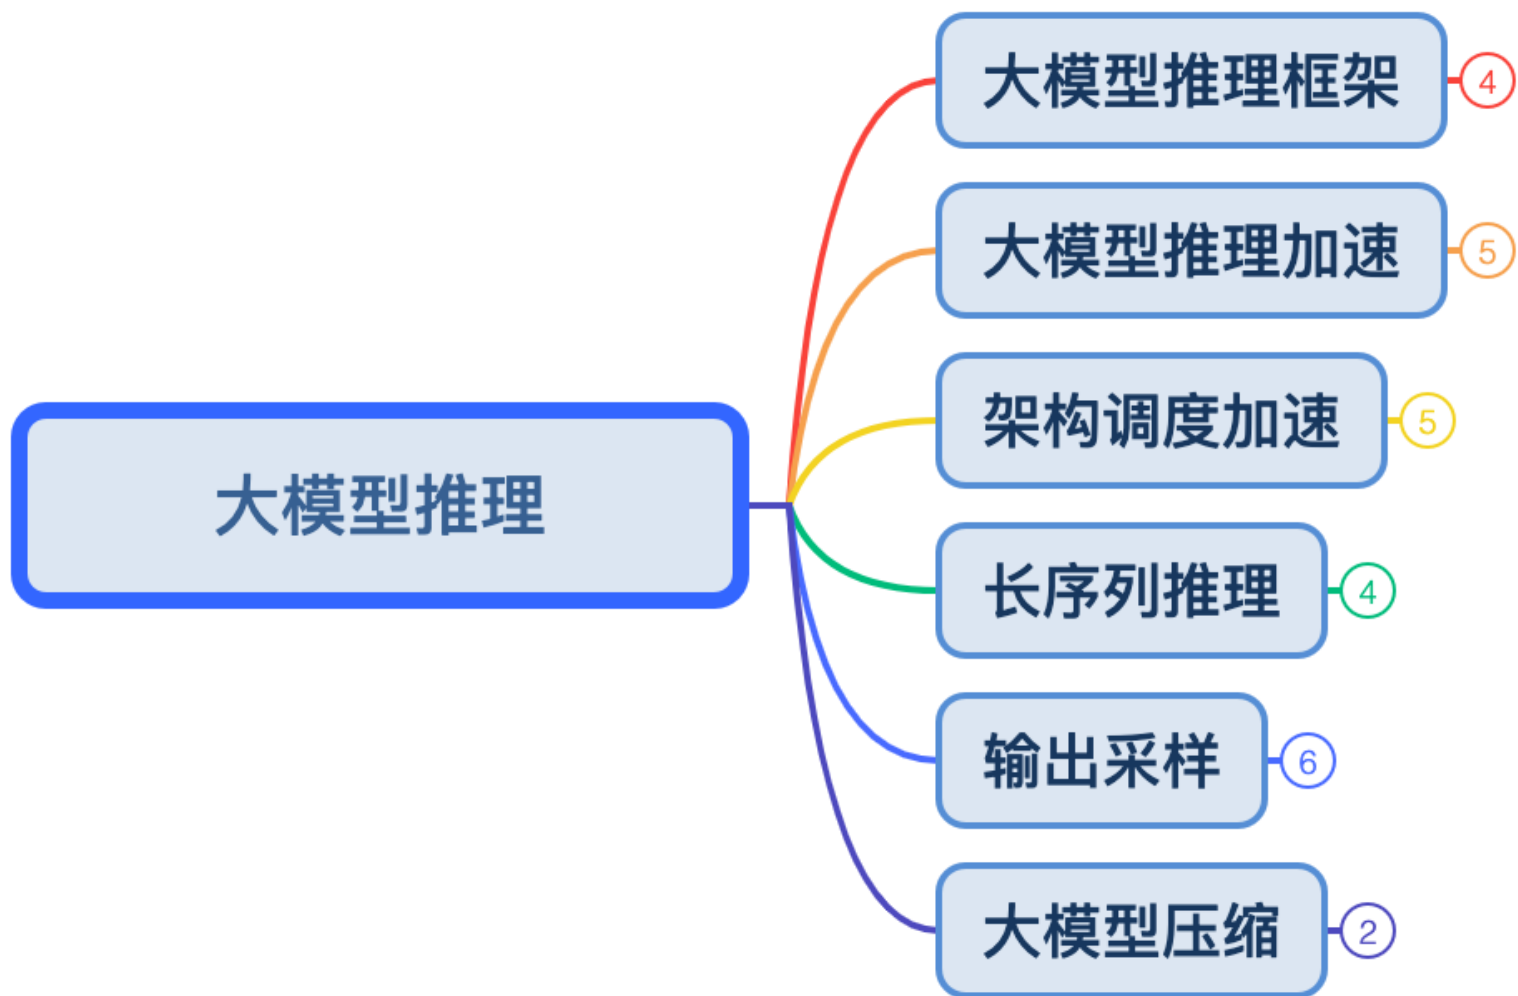 大模型推理框架 4
大模型推理加速 5
架构调度加速 5
大模型推理
长序列推理 4
输出采样 6
大模型压缩 2